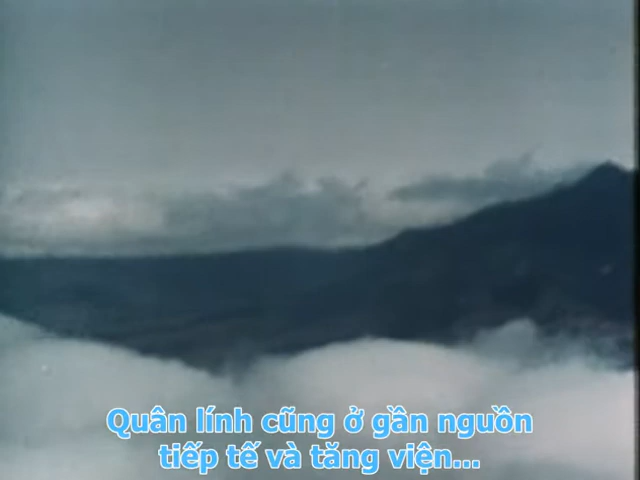 Quân lính cũng ở gần nguồn
tiếp tế và tăng viện...